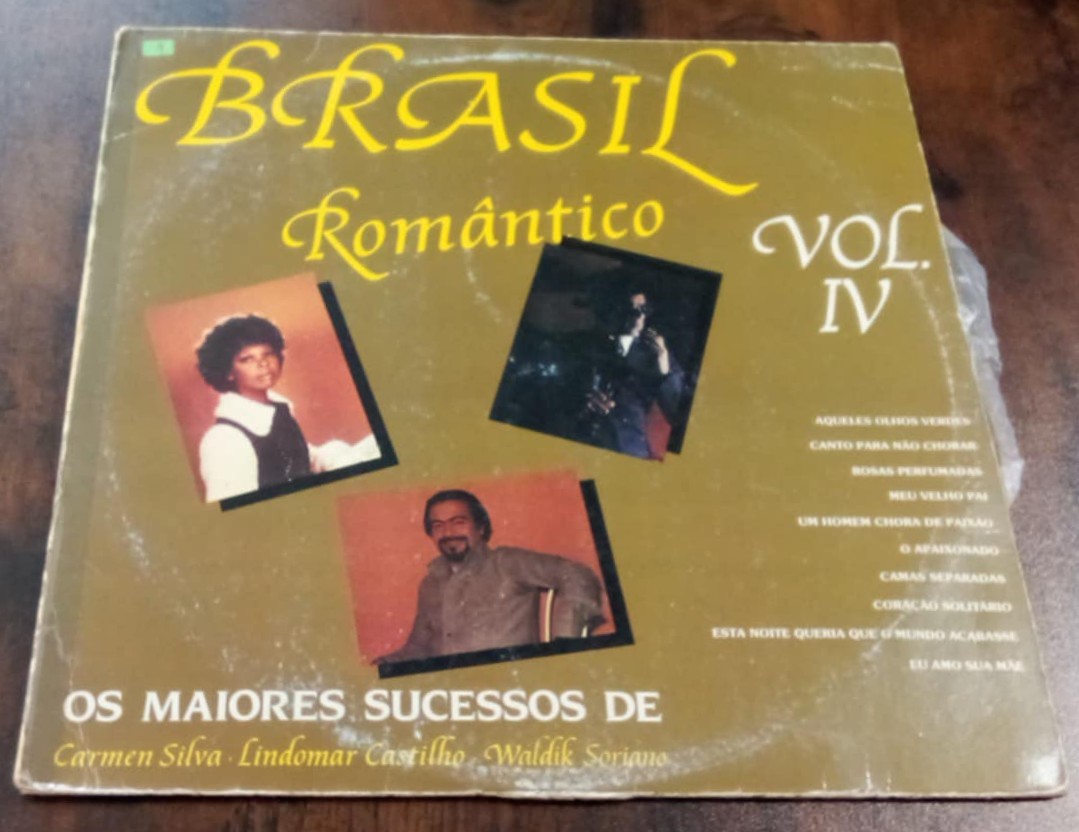 BRASIL
Romântico
VOL.
IV
AQUELES OLHOS VERDES
CANTO PARA NÃO CHORAR
ROSAS PERFUMADAS
MEU VELHO PAI
UM HOMEM CHORA DE PAIXÃO
O APAIXONADO
CAMAS SEPARADAS
CORAÇÃO SOLITÁRIO
ESTA NOITE QUERIA QUE O MUNDO ACABASSE
EU AMO SUA MÃE
OS MAIORES SUCESSOS DE
Carmen Silva · Lindomar Castilho · Waldik Soriano